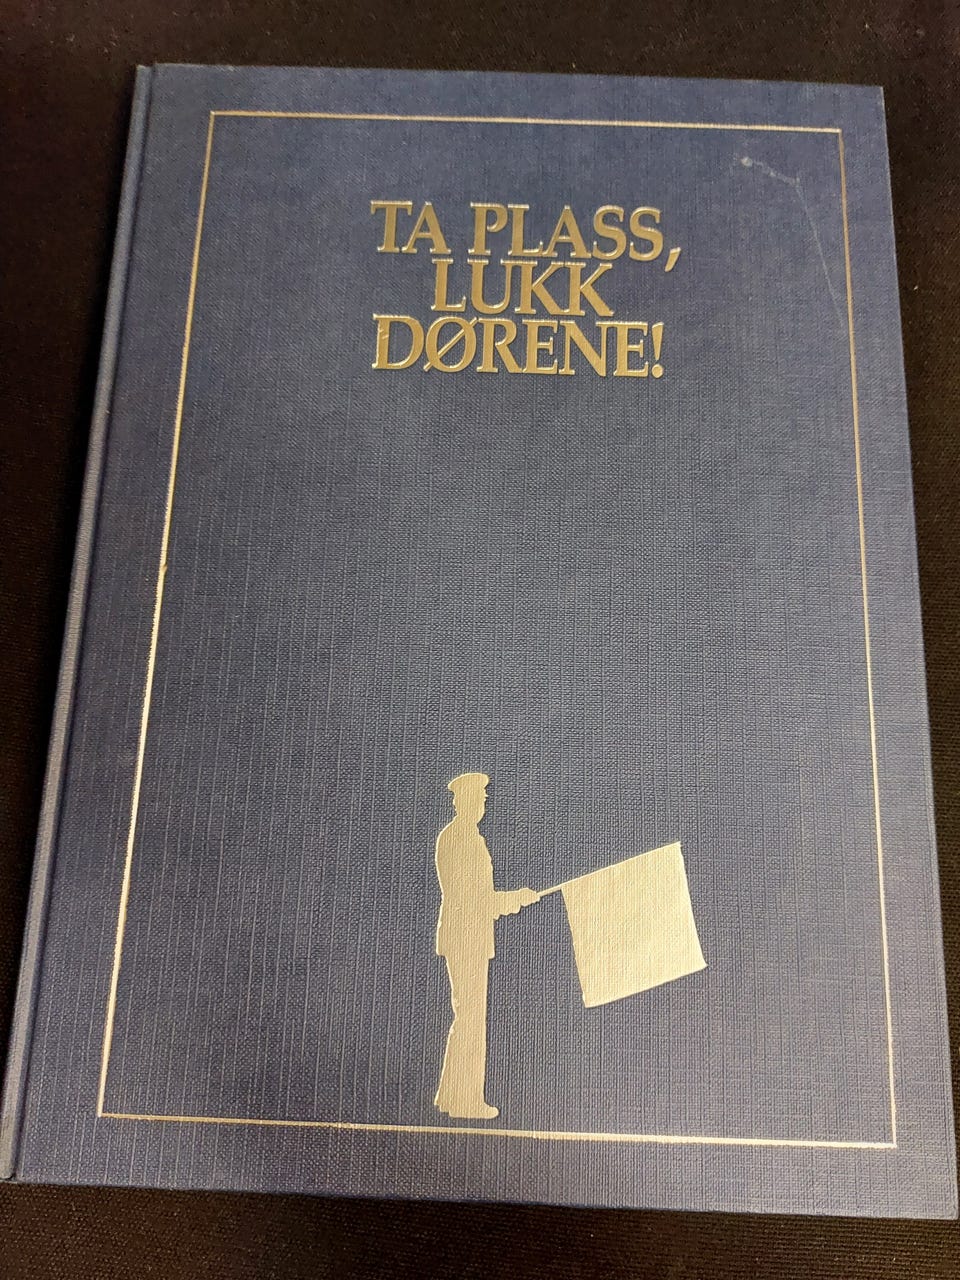 TA PLASS,
LUKK
DØRENE!